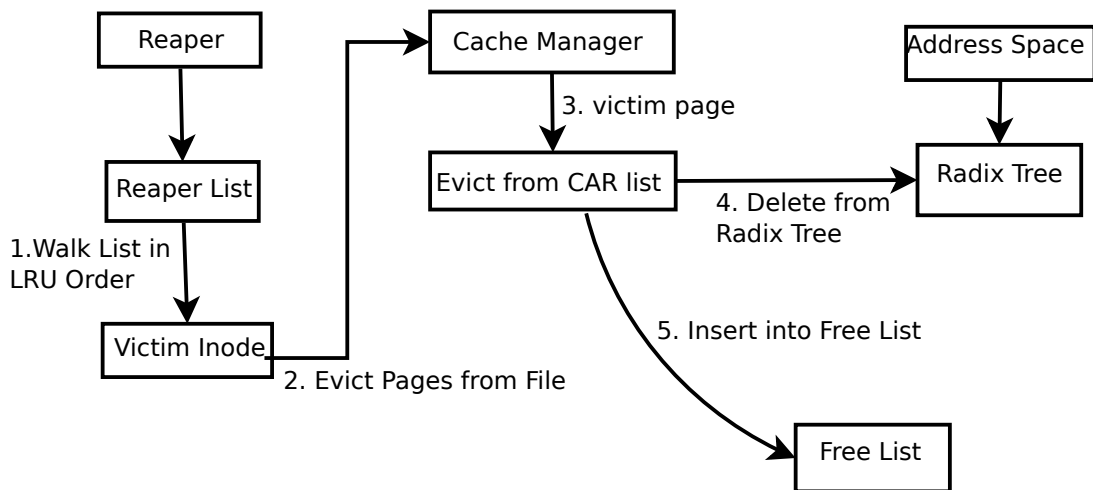 Reaper
Cache Manager
Address Space
3. victim page
Reaper List
Evict from CAR list
Radix Tree
4. Delete from
Radix Tree
1.Walk List in
LRU Order
Victim Inode
5. Insert into Free List
2. Evict Pages from File
Free List